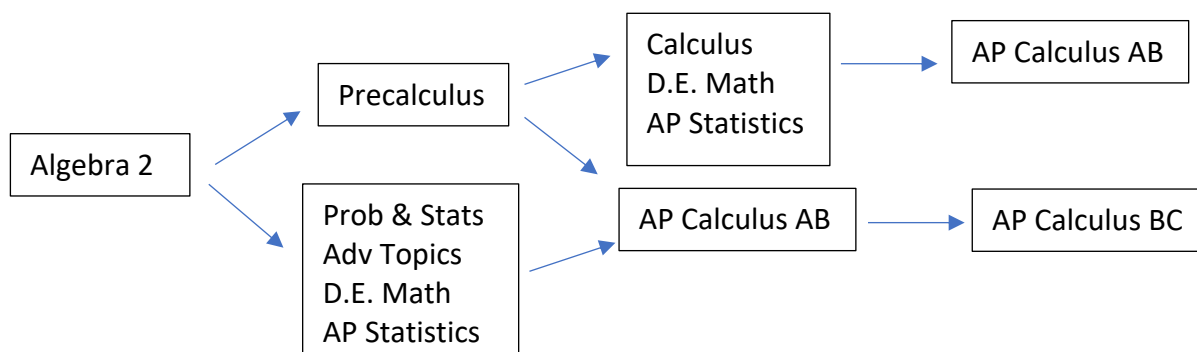 Algebra 2
Precalculus
Prob & Stats
Adv Topics
D.E. Math
AP Statistics
Calculus
D.E. Math
AP Statistics
AP Calculus AB
AP Calculus AB
AP Calculus BC